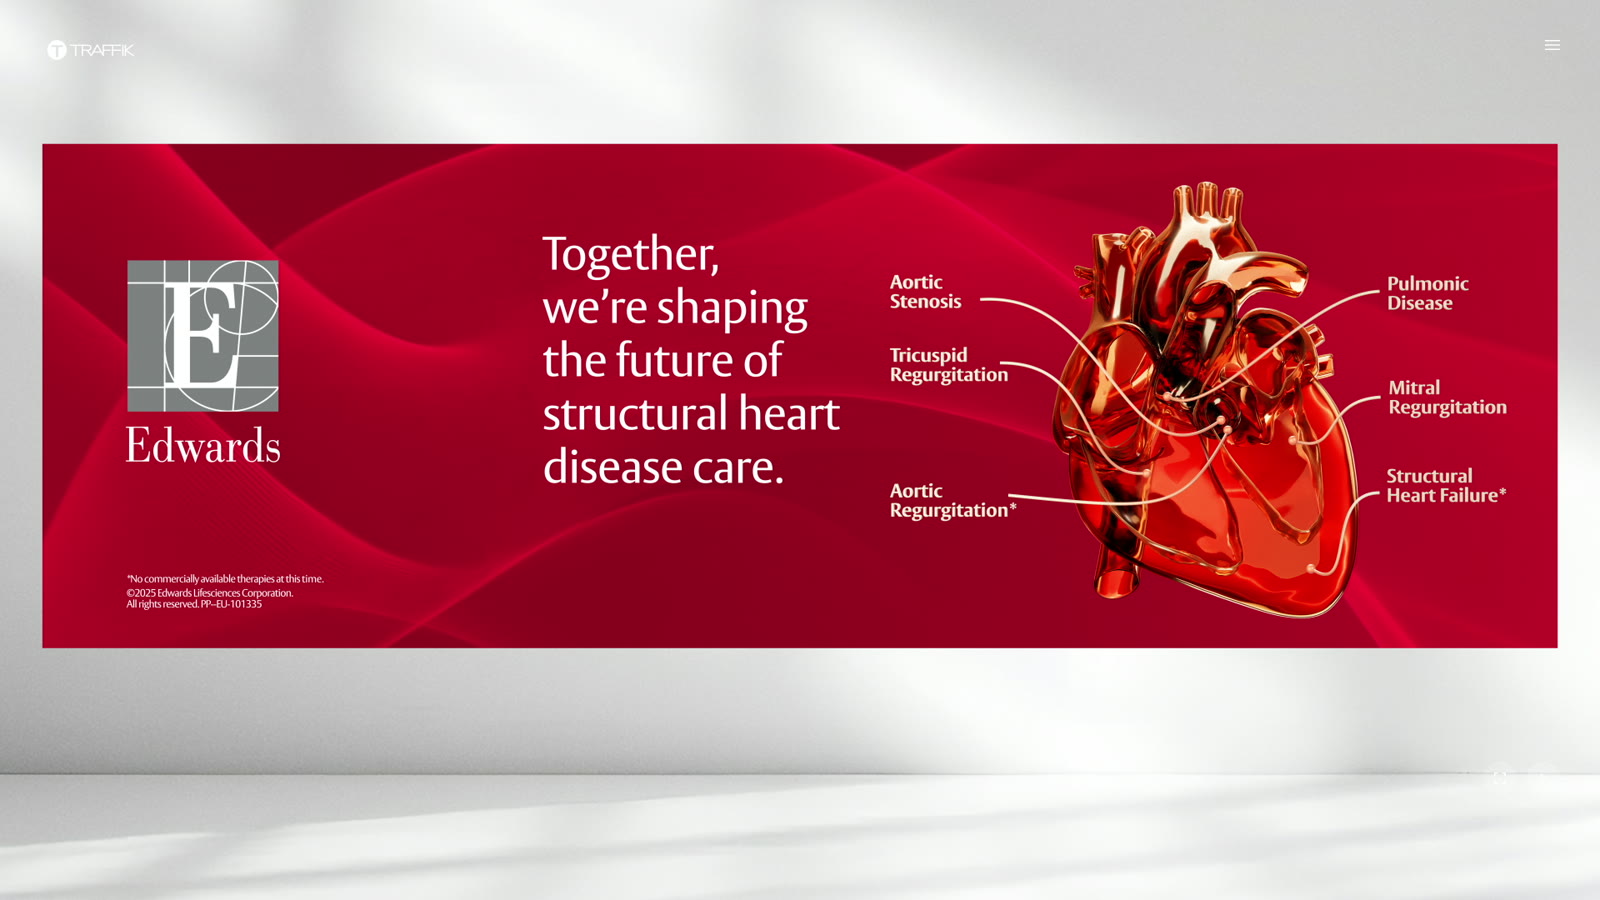 TRAFFIK
E
Edwards
Together,
we're shaping
the future of
structural heart
disease care.
Aortic
Stenosis
Tricuspid
Regurgitation
Aortic
Regurgitation*
Pulmonic
Disease
Mitral
Regurgitation
Structural
Heart Failure*
*No commercially available therapies at this time.
©2025 Edwards Lifesciences Corporation.
All rights reserved. PP–EU-101335